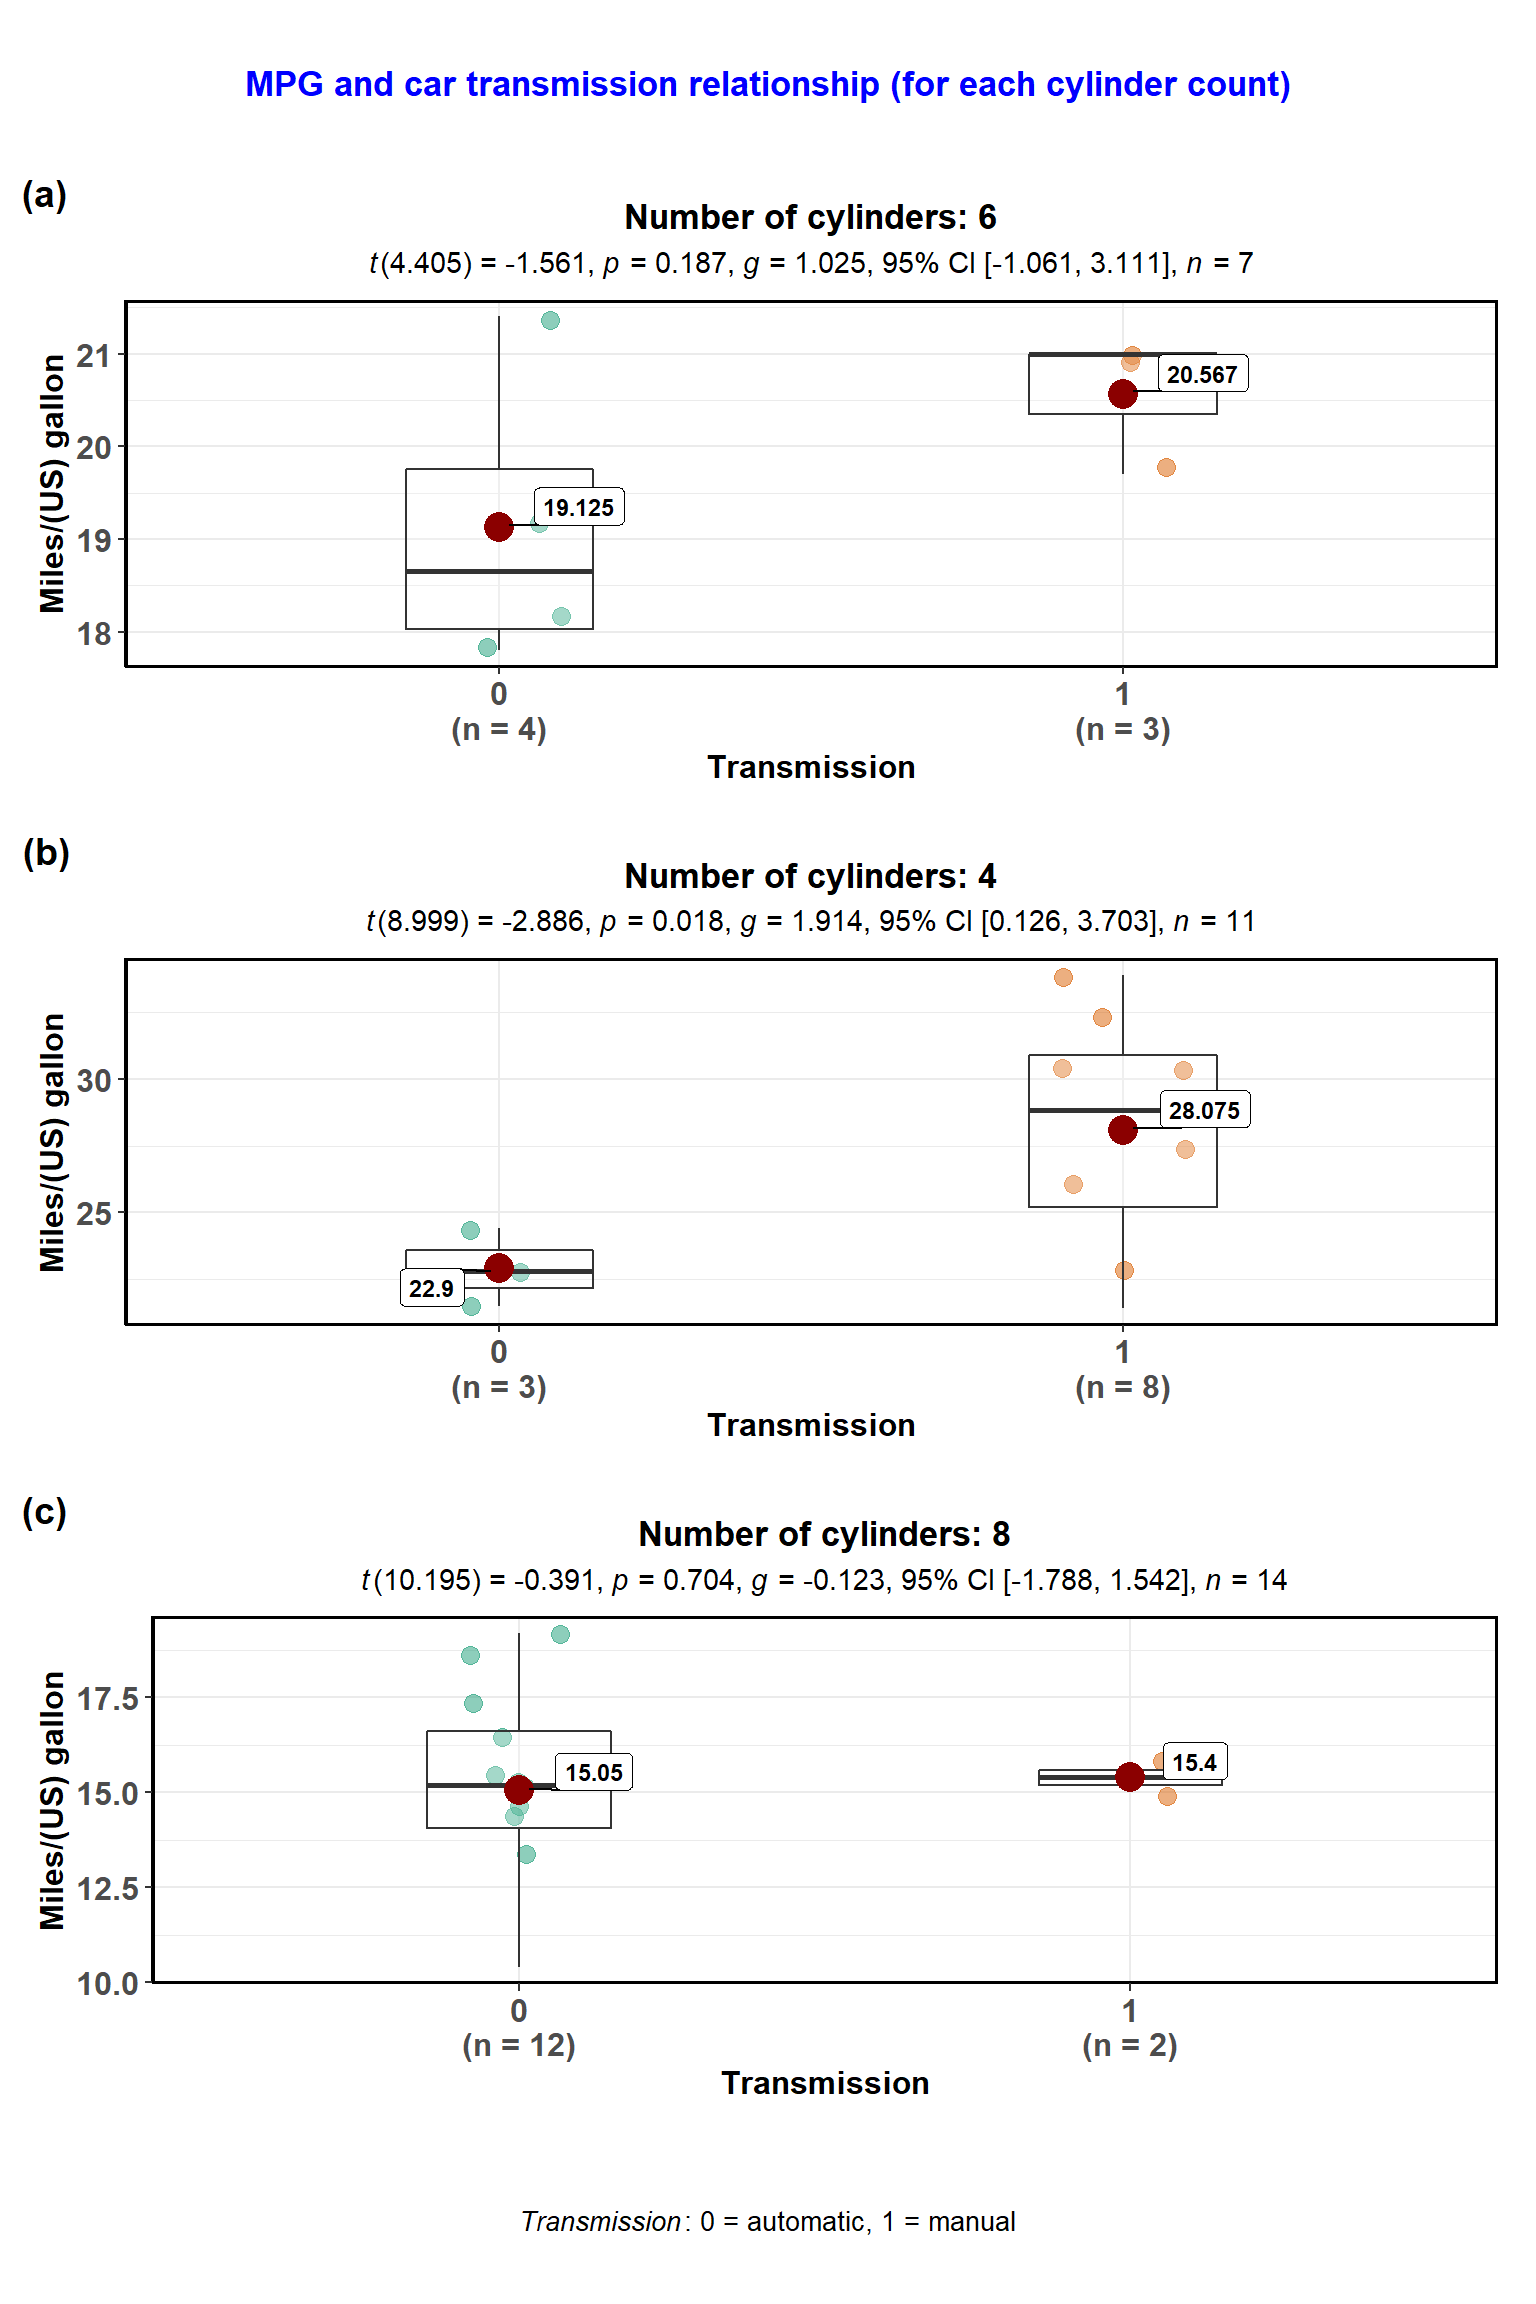 MPG and car transmission relationship (for each cylinder count)
(a)
Number of cylinders: 6
t(4.405) = -1.561, p = 0.187, g = 1.025, 95% CI [-1.061, 3.111], n = 7
Miles/(US) gallon
21
20
19
18
19.125
20.567
0
(n = 4)
1
(n = 3)
Transmission
(b)
Number of cylinders: 4
t(8.999) = -2.886, p = 0.018, g = 1.914, 95% CI [0.126, 3.703], n = 11
Miles/(US) gallon
30
25
22.9
28.075
0
(n = 3)
1
(n = 8)
Transmission
(c)
Number of cylinders: 8
t(10.195) = -0.391, p = 0.704, g = -0.123, 95% CI [-1.788, 1.542], n = 14
Miles/(US) gallon
17.5
15.0
12.5
10.0
15.05
15.4
0
(n = 12)
1
(n = 2)
Transmission
Transmission: 0 = automatic, 1 = manual